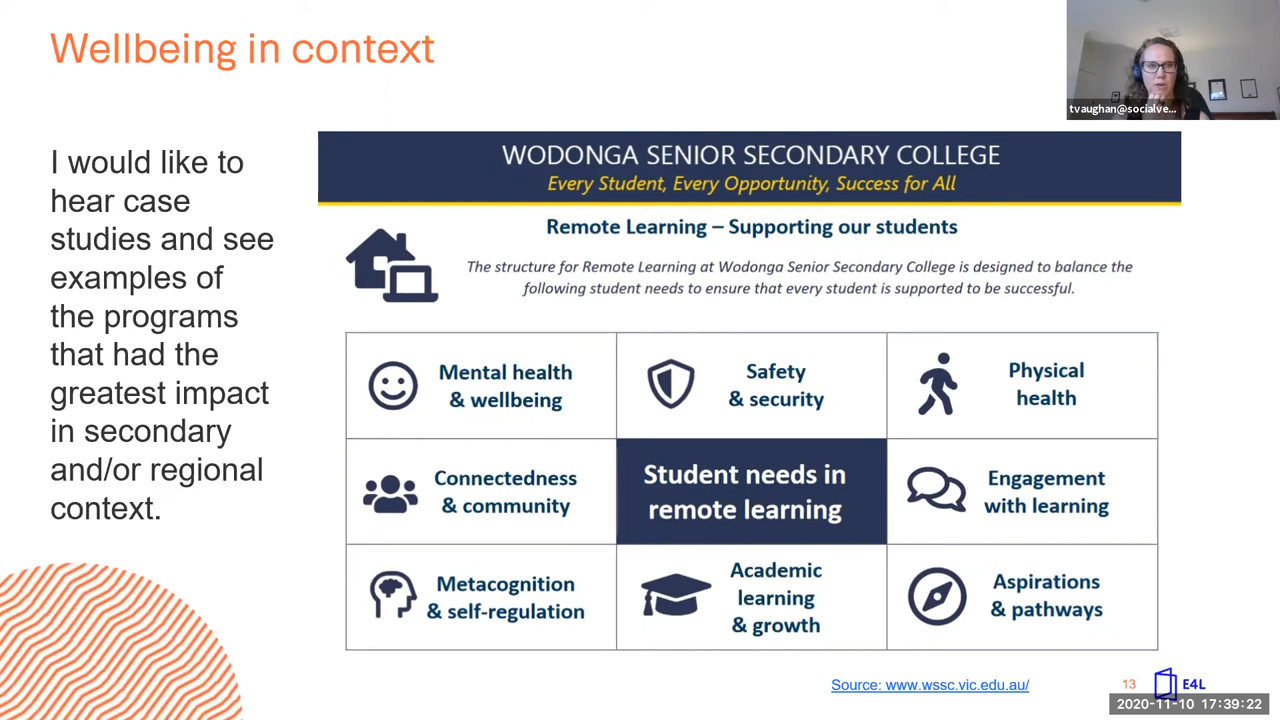 Wellbeing in context
tvaughan@socialve...
I would like to
hear case
studies and see
examples of
the programs
that had the
greatest impact
in secondary
and/or regional
context.
WODONGA SENIOR SECONDARY COLLEGE
Every Student, Every Opportunity, Success for All
Remote Learning – Supporting our students
The structure for Remote Learning at Wodonga Senior Secondary College is designed to balance the
following student needs to ensure that every student is supported to be successful.
Mental health
& wellbeing
Safety
& security
Physical
health
Connectedness
& community
Student needs in
remote learning
Engagement
with learning
Metacognition
& self-regulation
Academic
learning
& growth
Aspirations
& pathways
Source: www.wssc.vic.edu.au/
13
E4L
2020-11-10 17:39:22